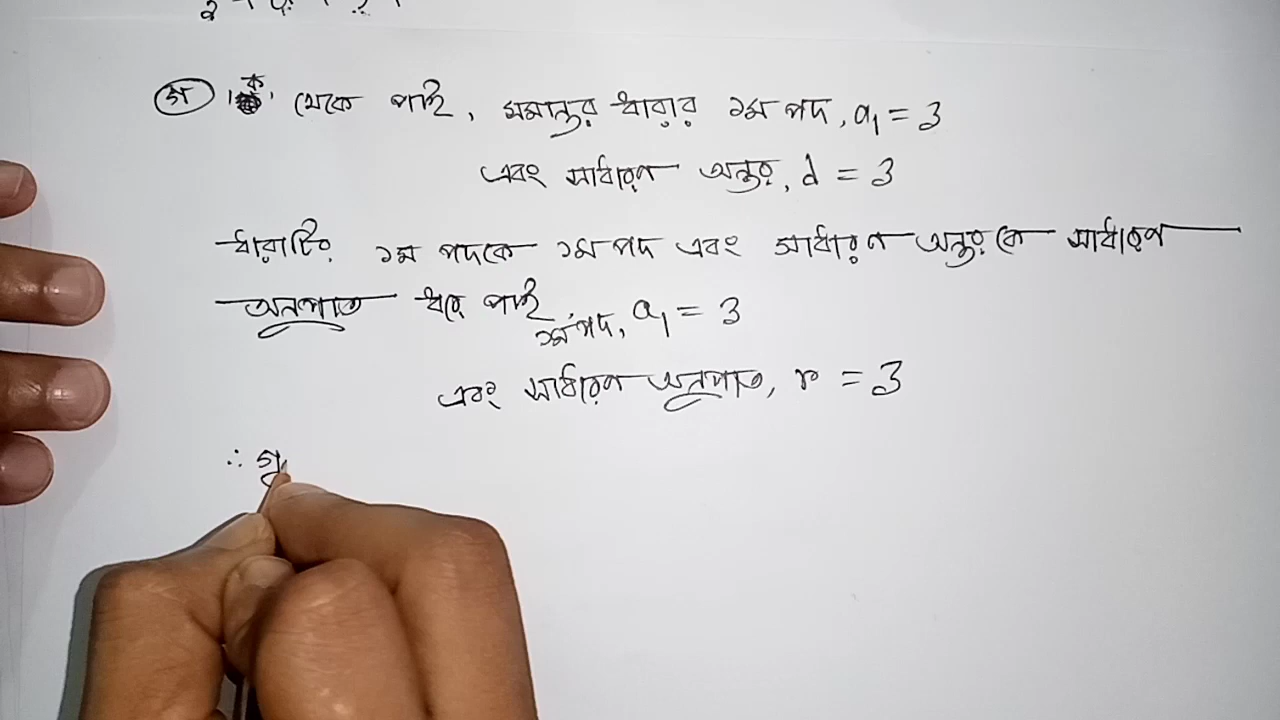 গ 'ক' থেকে পাই, সমান্তর ধারার ১ম পদ, a₁ = 3
এবং সাধারণ অন্তর, d = 3
ধারাটির ১ম পদকে ১ম পদ এবং সাধারণ অন্তরকে সাধারণ
অনুপাত ধরে পাই,
১ম পদ, a₁ = 3
এবং সাধারণ অনুপাত, r = 3
∴ গু